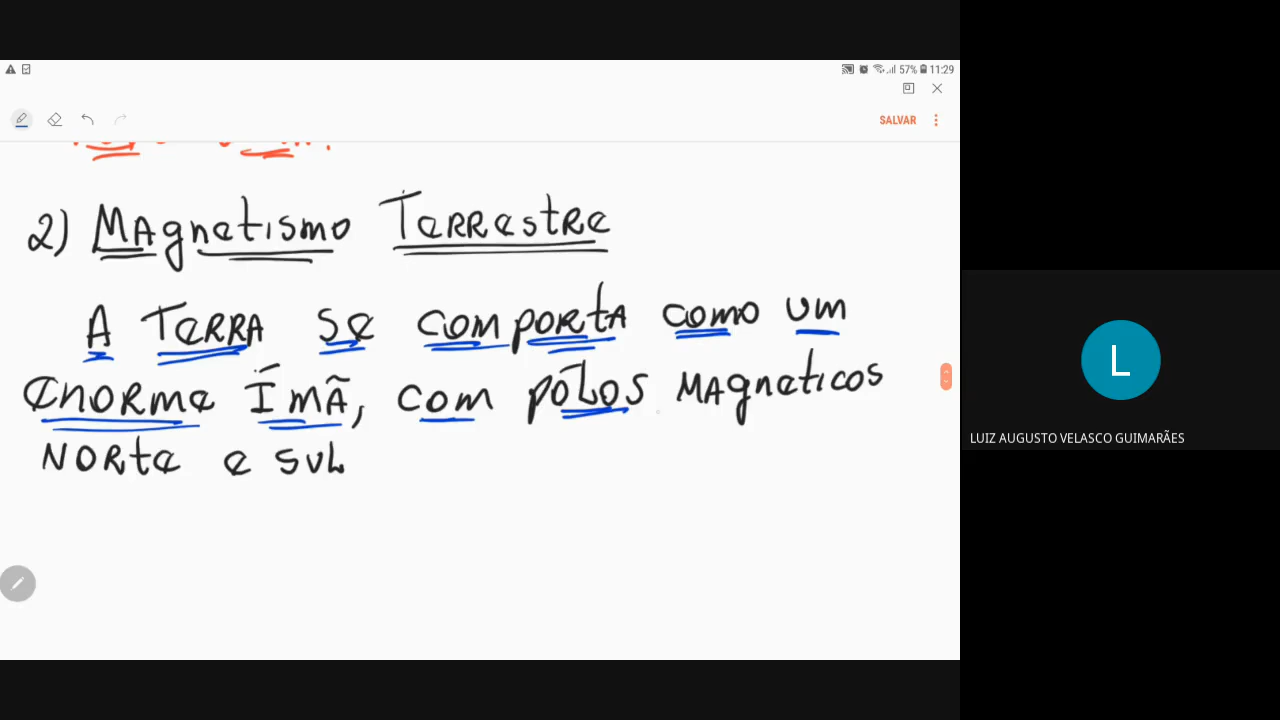 57% 11:29
SALVAR
2) Magnetismo Terrestre
A Terra se comporta como um
enorme ímã, com pólos magneticos
norte e sul
L
LUIZ AUGUSTO VELASCO GUIMARÃES